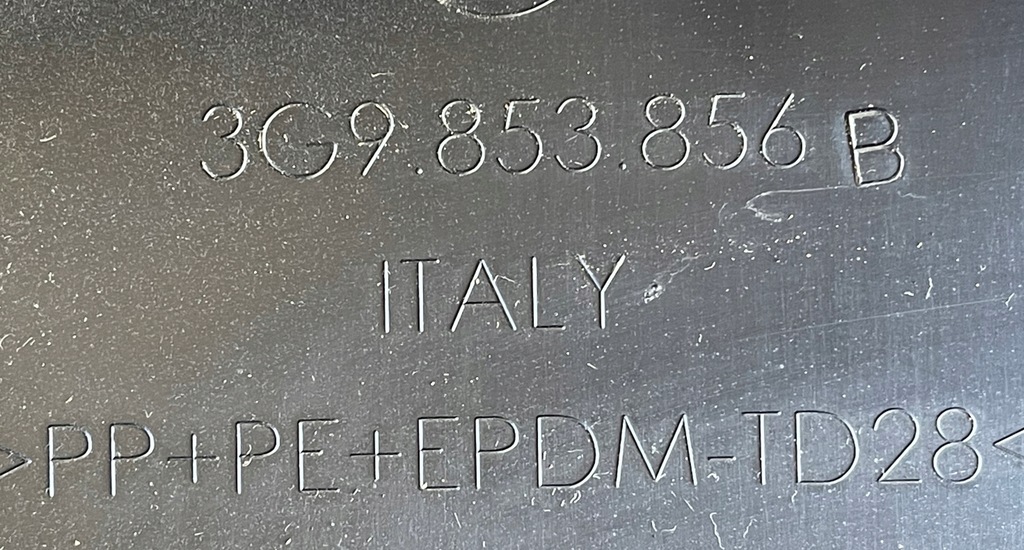 3G9.853.856 B
ITALY
>PP+PE+EPDM-TD28<